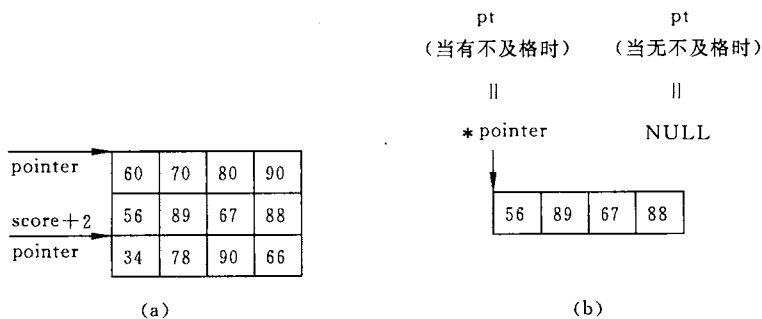 pt pt
(当有不及格时) (当无不及格时)
|| ||
*pointer NULL
pointer
60 70 80 90
score+2
56 89 67 88
pointer
34 78 90 66
56 89 67 88
(a) (b)